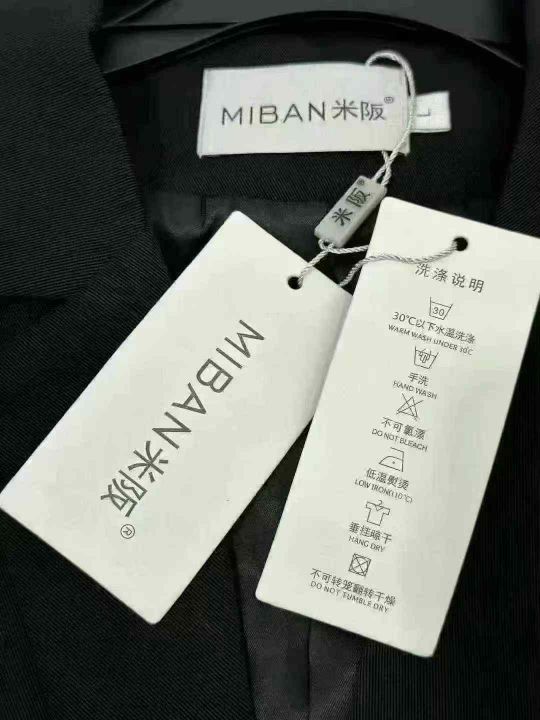 MIBAN米阪®
L
米阪®
MIBAN米阪®
洗涤说明
30
30℃以下水温洗涤
WARM WASH UNDER 30℃
手洗
HAND WASH
不可氯漂
DO NOT BLEACH
低温熨烫
LOW IRON(110℃)
垂挂晾干
HANG DRY
不可转笼翻转干燥
DO NOT TUMBLE DRY